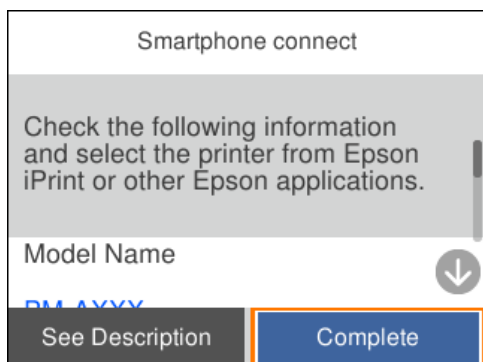 Smartphone connect
Check the following information
and select the printer from Epson
iPrint or other Epson applications.
Model Name
See Description
Complete